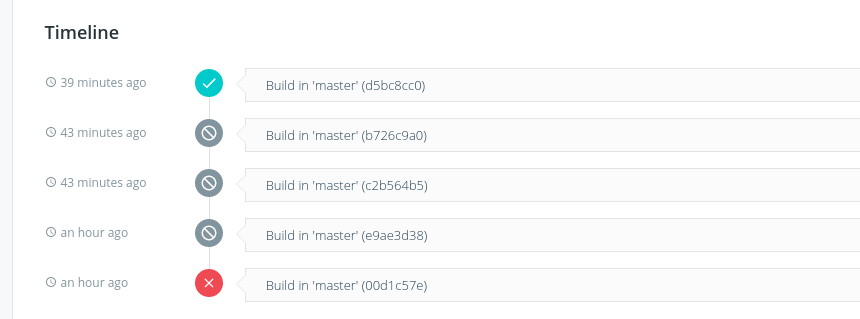 Timeline
39 minutes ago Build in 'master' (d5bc8cc0)
43 minutes ago Build in 'master' (b726c9a0)
43 minutes ago Build in 'master' (c2b564b5)
an hour ago Build in 'master' (e9ae3d38)
an hour ago Build in 'master' (00d1c57e)